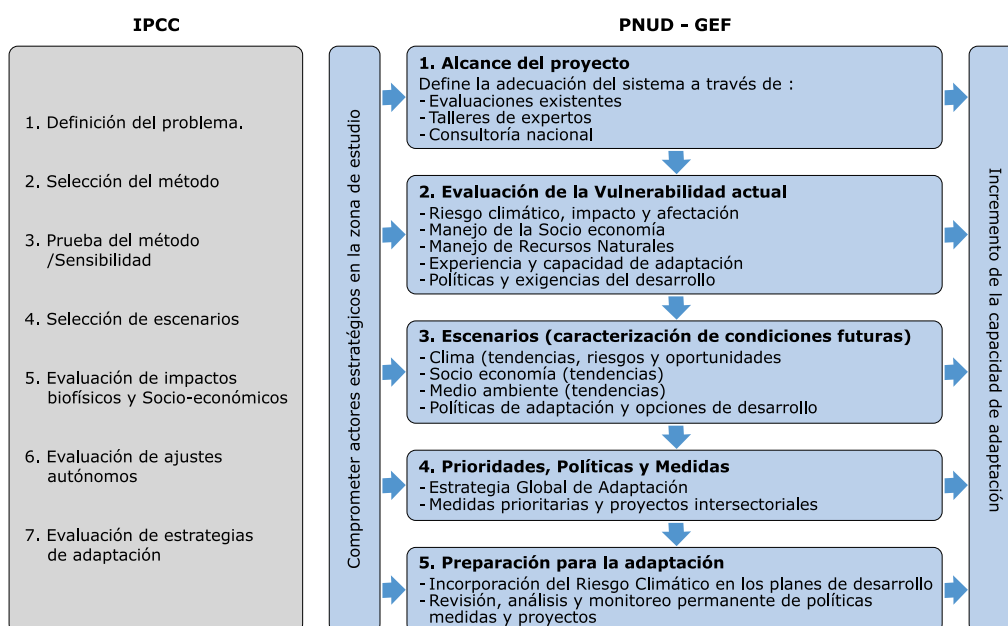 IPCC
1. Definición del problema.
2. Selección del método
3. Prueba del método
/Sensibilidad
4. Selección de escenarios
5. Evaluación de impactos
biofísicos y Socio-económicos
6. Evaluación de ajustes
autónomos
7. Evaluación de estrategias
de adaptación
PNUD - GEF
Comprometer actores estratégicos en la zona de estudio
1. Alcance del proyecto
Define la adecuación del sistema a través de :
- Evaluaciones existentes
- Talleres de expertos
- Consultoría nacional
2. Evaluación de la Vulnerabilidad actual
- Riesgo climático, impacto y afectación
- Manejo de la Socio economía
- Manejo de Recursos Naturales
- Experiencia y capacidad de adaptación
- Políticas y exigencias del desarrollo
3. Escenarios (caracterización de condiciones futuras)
- Clima (tendencias, riesgos y oportunidades
- Socio economía (tendencias)
- Medio ambiente (tendencias)
- Políticas de adaptación y opciones de desarrollo
4. Prioridades, Políticas y Medidas
- Estrategia Global de Adaptación
- Medidas prioritarias y proyectos intersectoriales
5. Preparación para la adaptación
- Incorporación del Riesgo Climático en los planes de desarrollo
- Revisión, análisis y monitoreo permanente de políticas
medidas y proyectos
Incremento de la capacidad de adaptación